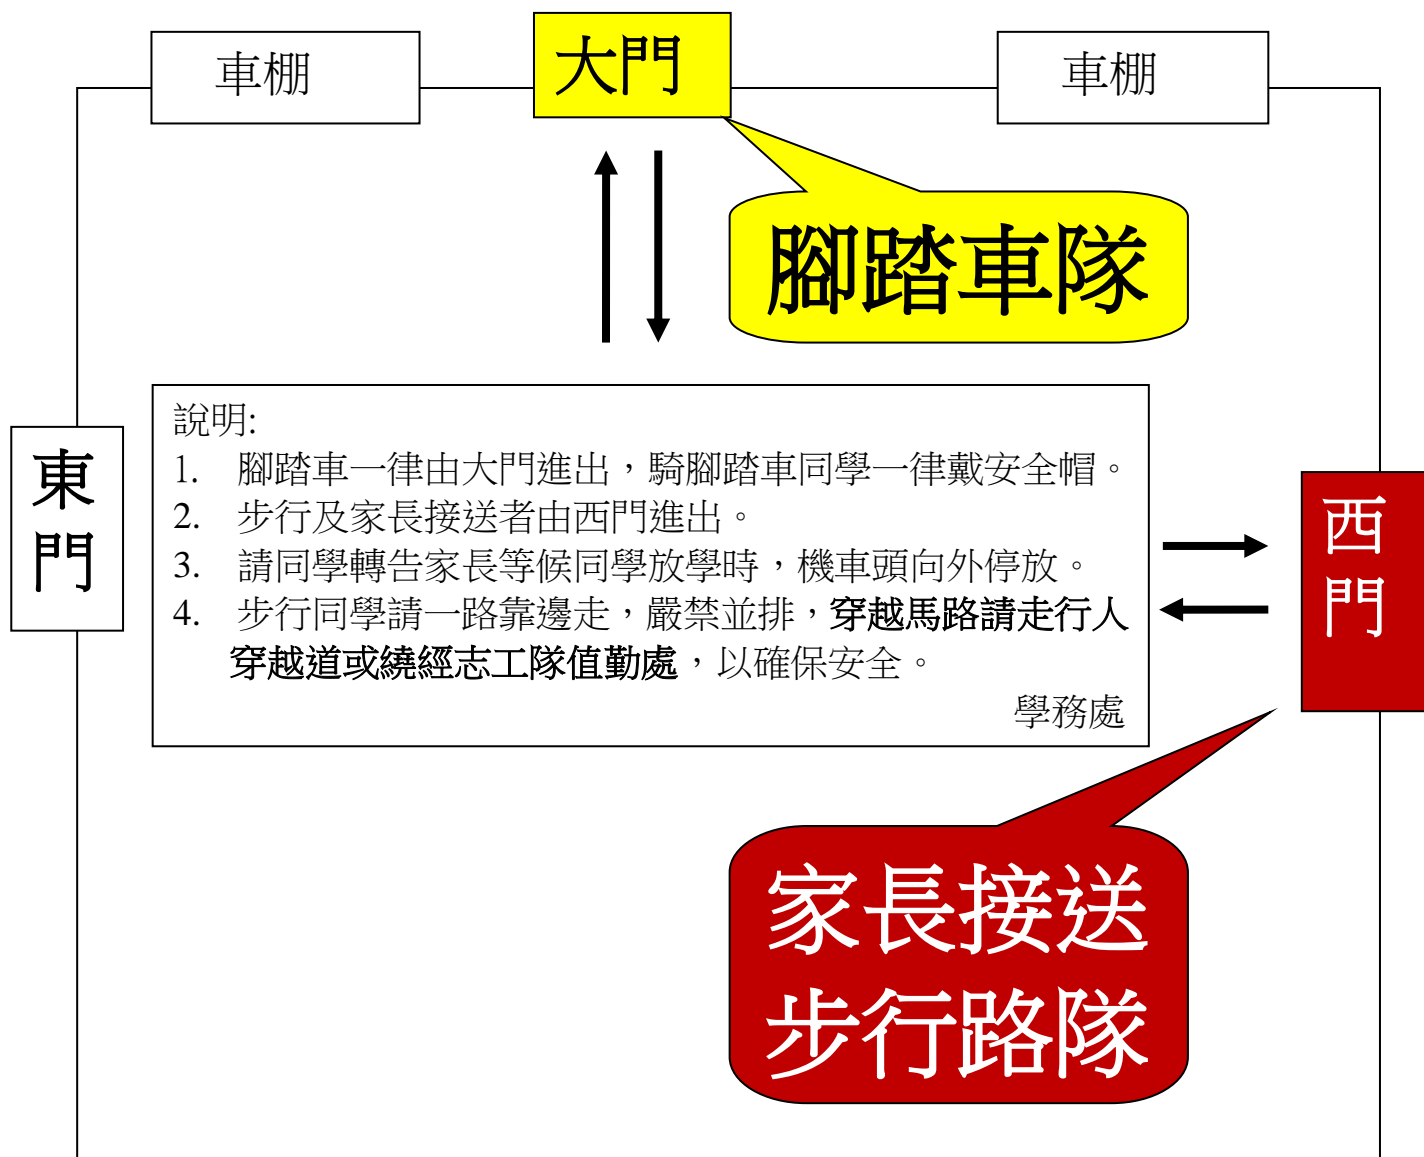 車棚
大門
車棚
腳踏車隊
說明:
1. 腳踏車一律由大門進出，騎腳踏車同學一律戴安全帽。
2. 步行及家長接送者由西門進出。
3. 請同學轉告家長等候同學放學時，機車頭向外停放。
4. 步行同學請一路靠邊走，嚴禁並排，穿越馬路請走行人
穿越道或繞經志工隊值勤處，以確保安全。
學務處
東
門
西
門
家長接送
步行路隊